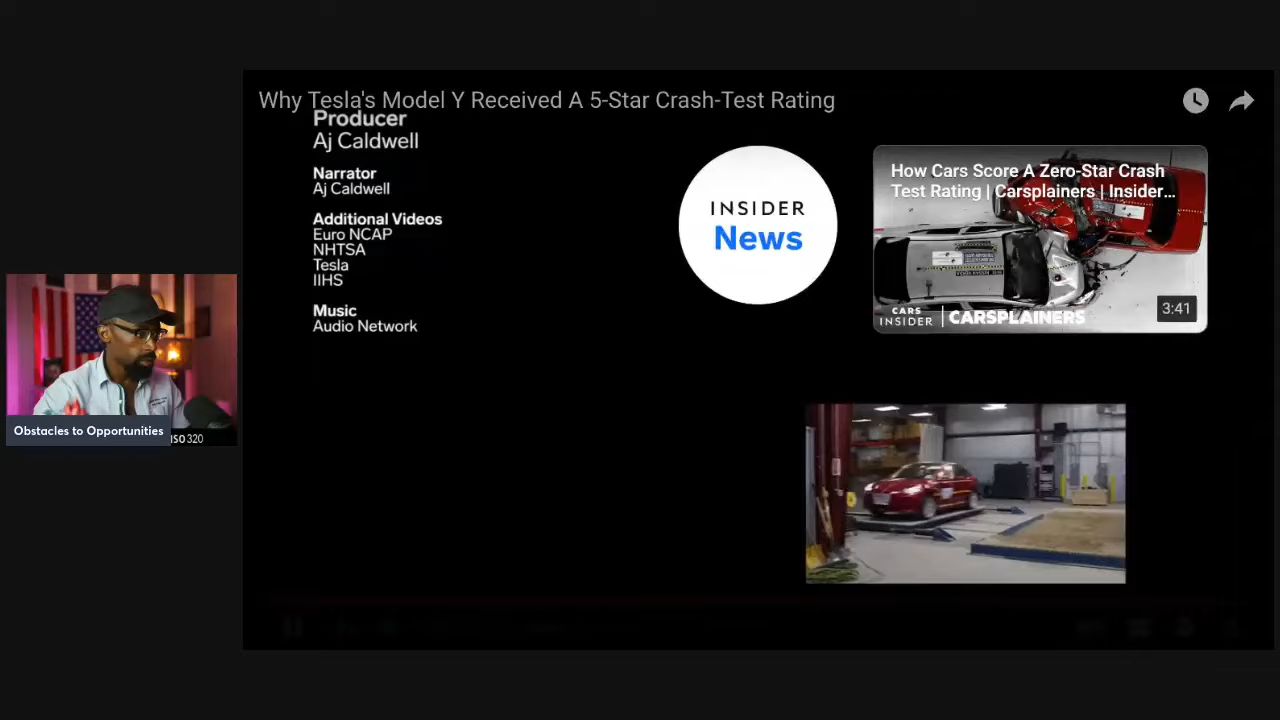 Why Tesla's Model Y Received A 5-Star Crash-Test Rating
Producer
Aj Caldwell
Narrator
Aj Caldwell
Additional Videos
Euro NCAP
NHTSA
Tesla
IIHS
Music
Audio Network
INSIDER
News
How Cars Score A Zero-Star Crash
Test Rating | Carsplainers | Insider...
3:41
CARS
INSIDER | CARSPLAINERS
Obstacles to Opportunities
ISO 320